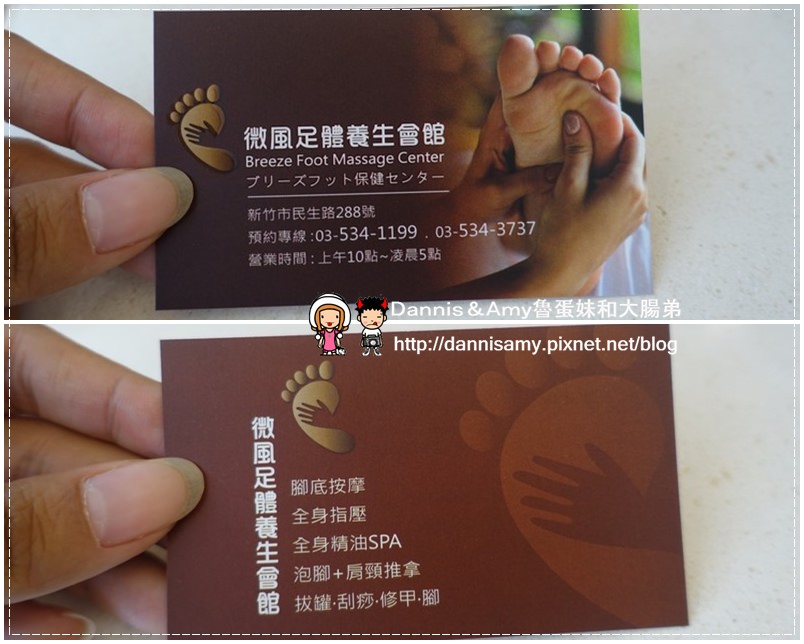 微風足體養生會館
Breeze Foot Massage Center
ブリーズフット保健センター
新竹市民生路288號
預約專線:03-534-1199 . 03-534-3737
營業時間:上午10點~凌晨5點
Dannis & Amy魯蛋妹和大腸弟
http://dannisamy.pixnet.net/blog
微風足體養生會館
腳底按摩
全身指壓
全身精油SPA
泡腳+肩頸推拿
拔罐·刮痧·修甲·腳